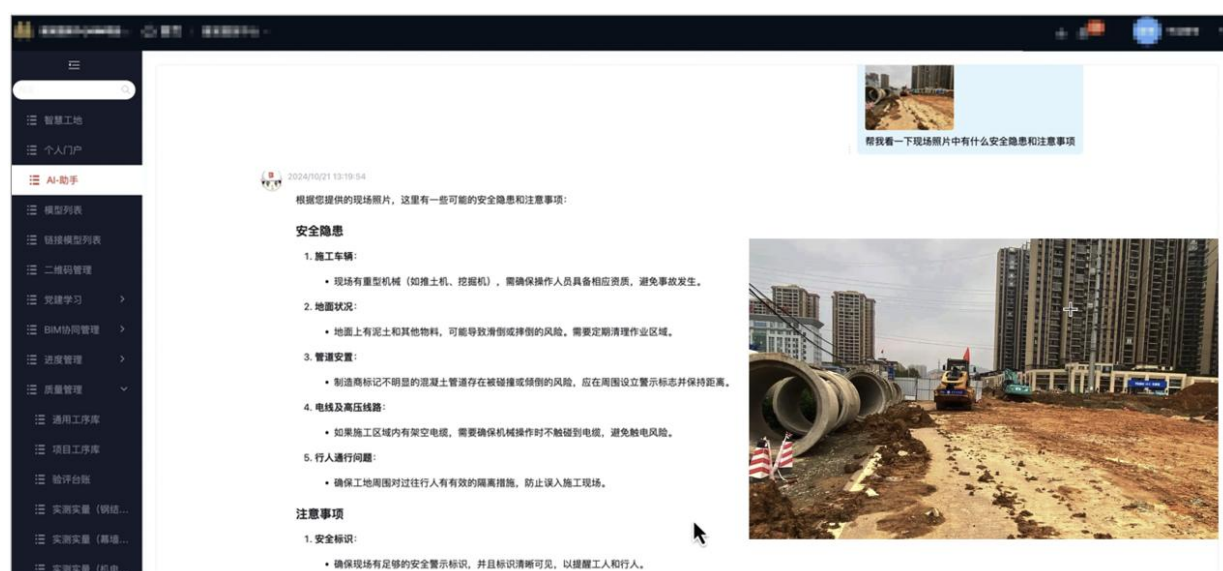 智慧工地
个人门户
AI-助手
模型列表
链接模型列表
二维码管理
党建学习
BIM协同管理
进度管理
质量管理
通用工序库
项目工序库
验评台账
实测实量（钢结...
实测实量（幕墙...
实测实量（机电
帮我看一下现场照片中有什么安全隐患和注意事项
2024/10/21 13:19:54
根据您提供的现场照片，这里有一些可能的安全隐患和注意事项：
安全隐患
1. 施工车辆：
• 现场有重型机械（如推土机、挖掘机），需确保操作人员具备相应资质，避免事故发生。
2. 地面状况：
• 地面上有泥土和其他物料，可能导致滑倒或摔倒的风险。需要定期清理作业区域。
3. 管道安置：
• 制造商标记不明显的混凝土管道存在被碰撞或倾倒的风险，应在周围设立警示标志并保持距离。
4. 电线及高压线路：
• 如果施工区域内有架空电缆，需要确保机械操作时不触碰到电缆，避免触电风险。
5. 行人通行问题：
• 确保工地周围对过往行人有有效的隔离措施，防止误入施工现场。
注意事项
1. 安全标识：
• 确保现场有足够的安全警示标识，并且标识清晰可见，以提醒工人和行人。